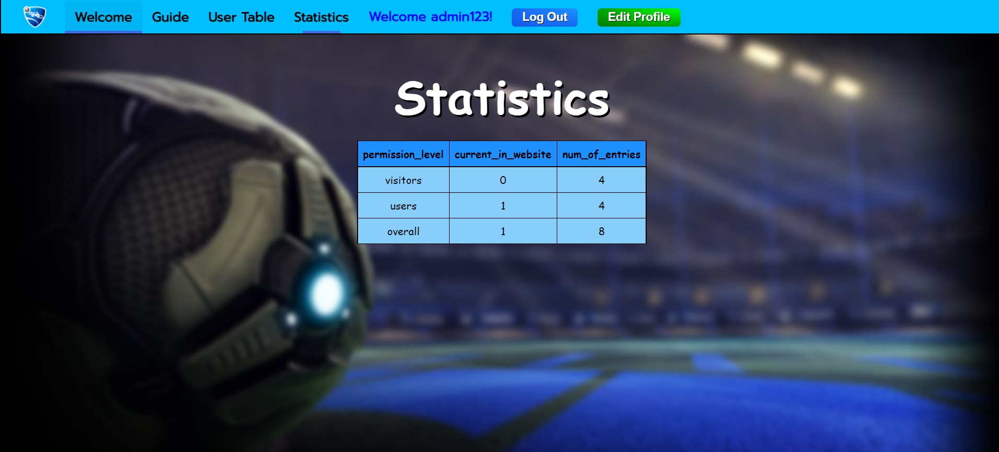 Welcome Guide User Table Statistics Welcome admin123! Log Out Edit Profile
Statistics
permission_level current_in_website num_of_entries
visitors 0 4
users 1 4
overall 1 8